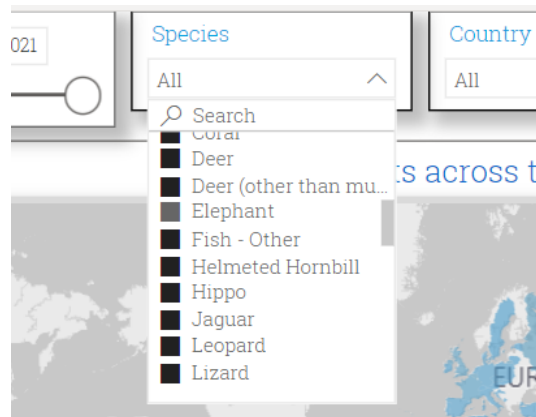 021
Species
Country
All
All
Search
Coral
Deer
Deer (other than mu...
ts across t
Elephant
Fish - Other
Helmeted Hornbill
Hippo
Jaguar
Leopard
Lizard
EUR